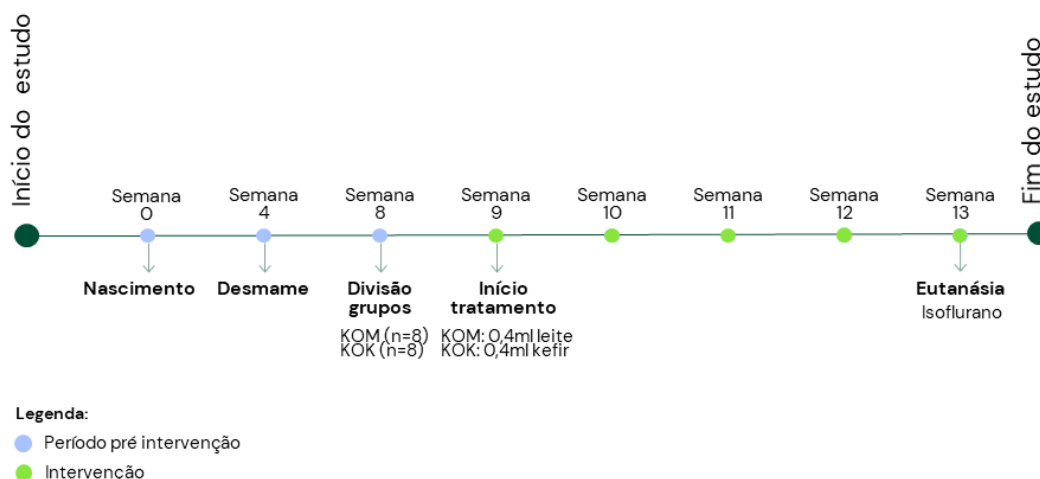 Início do estudo
Fim do estudo
Semana
0
Semana
4
Semana
8
Semana
9
Semana
10
Semana
11
Semana
12
Semana
13
Nascimento
Desmame
Divisão
grupos
KOM (n=8)
KOK (n=8)
Início
tratamento
KOM: 0,4ml leite
KOK: 0,4ml kefir
Eutanásia
Isoflurano
Legenda:
Período pré intervenção
Intervenção